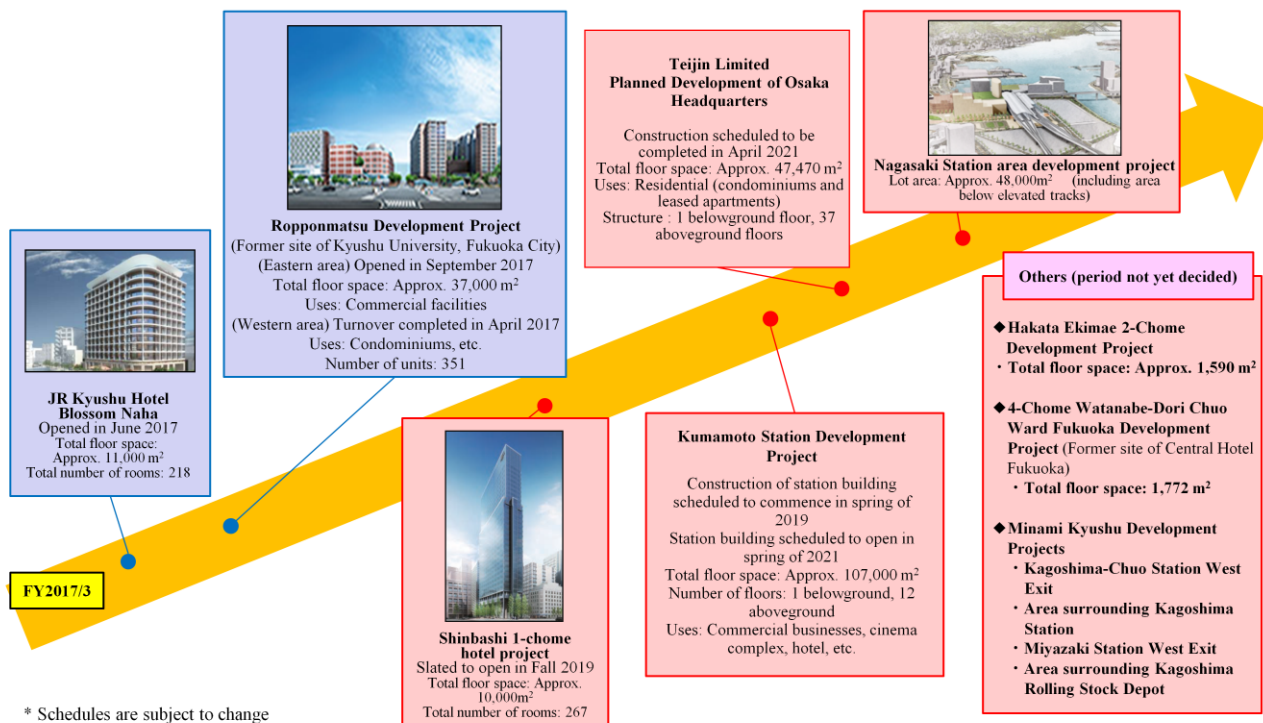 JR Kyushu Hotel
Blossom Naha
Opened in June 2017
Total floor space:
Approx. 11,000 m²
Total number of rooms: 218
Ropponmatsu Development Project
(Former site of Kyushu University, Fukuoka City)
(Eastern area) Opened in September 2017
Total floor space: Approx. 37,000 m²
Uses: Commercial facilities
(Western area) Turnover completed in April 2017
Uses: Condominiums, etc.
Number of units: 351
Teijin Limited
Planned Development of Osaka
Headquarters
Construction scheduled to be
completed in April 2021
Total floor space: Approx. 47,470 m²
Uses: Residential (condominiums and
leased apartments)
Structure : 1 belowground floor, 37
aboveground floors
Nagasaki Station area development project
Lot area: Approx. 48,000m² (including area
below elevated tracks)
FY2017/3
Shinbashi 1-chome
hotel project
Slated to open in Fall 2019
Total floor space: Approx.
10,000m²
Total number of rooms: 267
Kumamoto Station Development
Project
Construction of station building
scheduled to commence in spring of
2019
Station building scheduled to open in
spring of 2021
Total floor space: Approx. 107,000 m²
Number of floors: 1 belowground, 12
aboveground
Uses: Commercial businesses, cinema
complex, hotel, etc.
Others (period not yet decided)
◆Hakata Ekimae 2-Chome
Development Project
・Total floor space: Approx. 1,590 m²
◆4-Chome Watanabe-Dori Chuo
Ward Fukuoka Development
Project (Former site of Central Hotel
Fukuoka)
・Total floor space: 1,772 m²
◆Minami Kyushu Development
Projects
・Kagoshima-Chuo Station West
Exit
・Area surrounding Kagoshima
Station
・Miyazaki Station West Exit
・Area surrounding Kagoshima
Rolling Stock Depot
* Schedules are subject to change